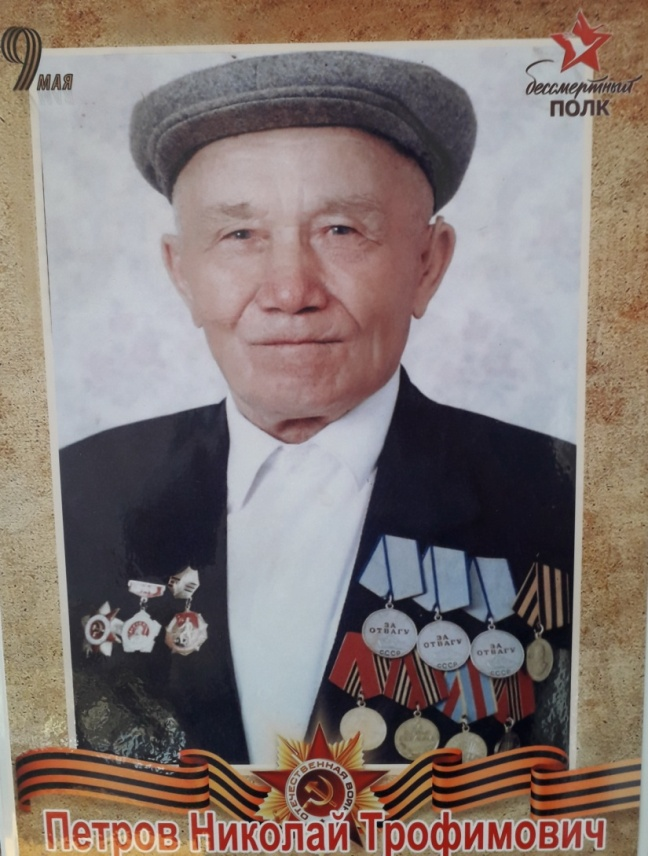 9 МАЯ
бессмертный
ПОЛК
ЗА
ОТВАГУ
СССР
ЗА
ОТВАГУ
СССР
ЗА
ОТВАГУ
СССР
ОТЕЧЕСТВЕННАЯ ВОЙНА
Петров Николай Трофимович